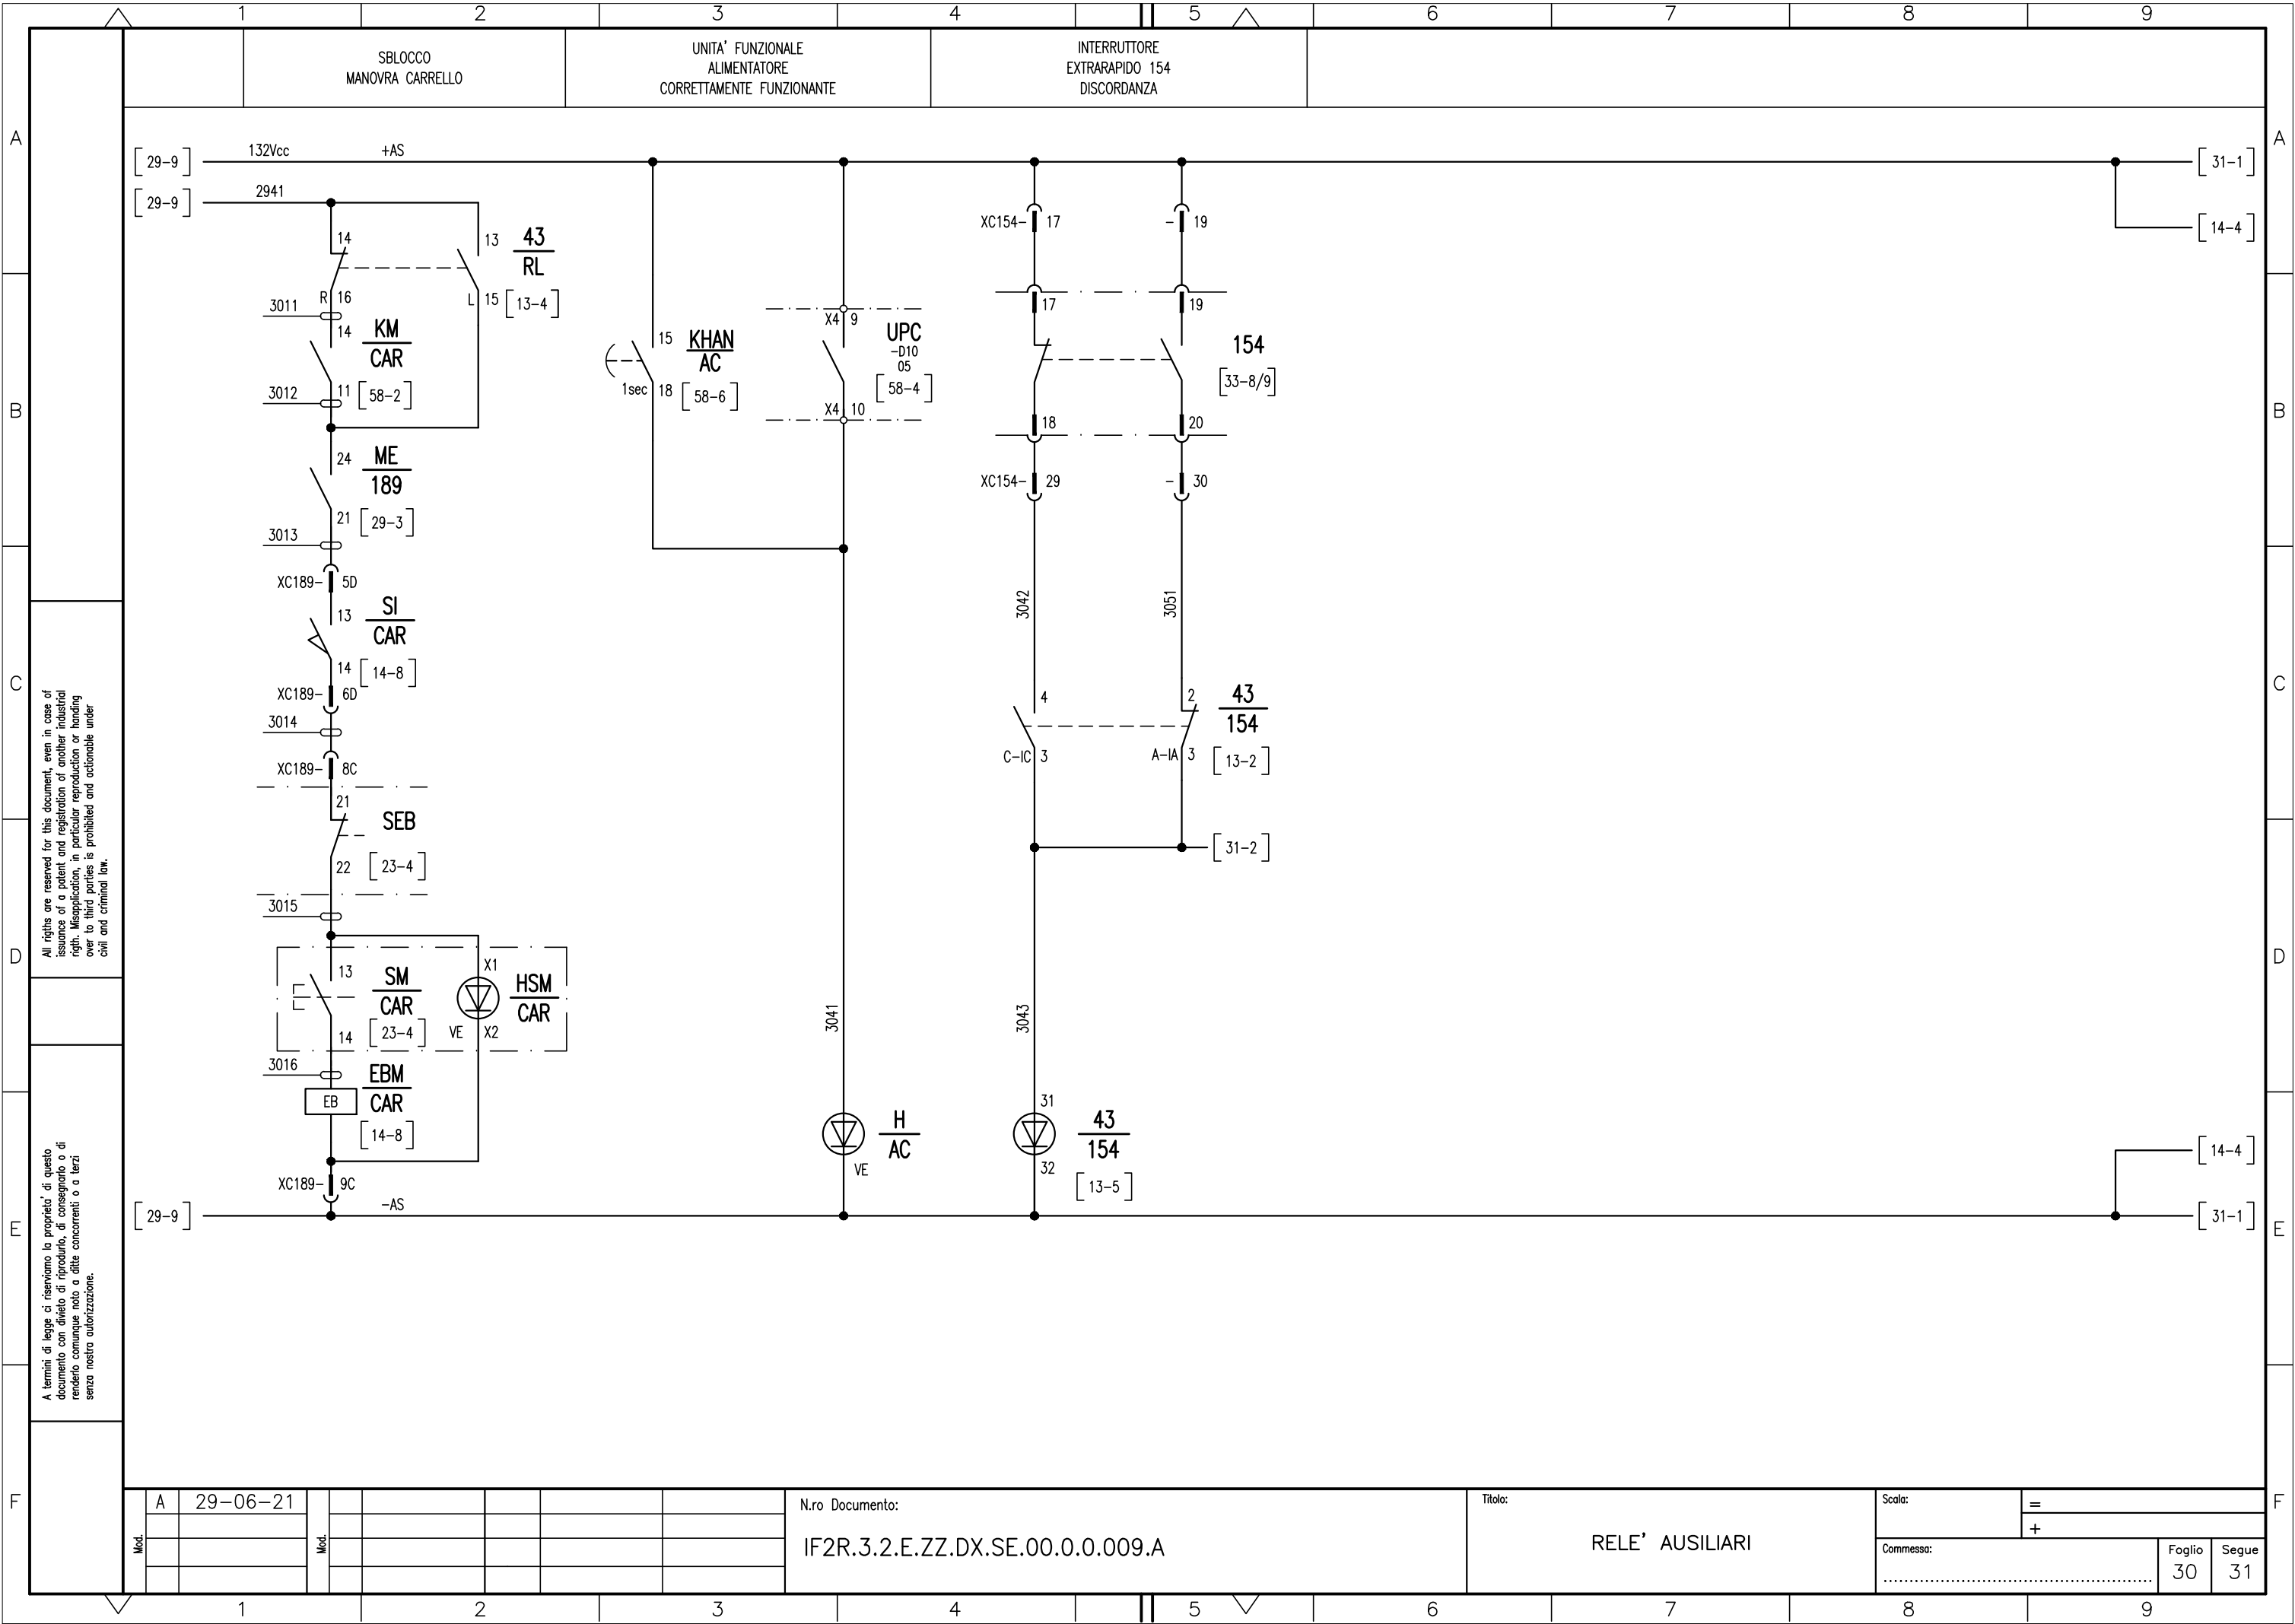 1 2 3 4 5 6 7 8 9
SBLOCCO
MANOVRA CARRELLO
UNITA' FUNZIONALE
ALIMENTATORE
CORRETTAMENTE FUNZIONANTE
INTERRUTTORE
EXTRARAPIDO 154
DISCORDANZA
A
A
29-9
132Vcc
+AS
31-1
29-9
2941
14-4
XC154-
17
-
19
14
13
43
RL
R
16
L
15
13-4
3011
14
KM
CAR
11
58-2
3012
15
KHAN
AC
1sec
18
58-6
X4
9
UPC
-D10
05
58-4
X4
10
17
19
154
33-8/9
18
20
B
B
24
ME
189
21
29-3
3013
XC154-
29
-
30
XC189-
5D
13
SI
CAR
14
14-8
XC189-
6D
3014
XC189-
8C
3042
3051
C
C
4
2
43
154
C-IC
3
A-IA
3
13-2
31-2
21
SEB
22
23-4
3015
D
D
13
SM
CAR
14
23-4
X1
HSM
CAR
VE
X2
3041
3043
3016
EBM
CAR
EB
14-8
H
AC
VE
31
43
154
32
13-5
14-4
XC189-
9C
29-9
-AS
31-1
E
E
All rigths are reserved for this document, even in case of
issuance of a patent and registration of another industrial
rigth. Misapplication, in particular reproduction or handing
over to third parties is prohibited and actionable under
civil and criminal law.
A termini di legge ci riserviamo la proprieta' di questo
documento con divieto di riprodurlo, di consegnarlo o di
renderlo comunque noto a ditte concorrenti o a terzi
senza nostra autorizzazione.
F
F
A
29-06-21
Mod.
Mod.
N.ro Documento:
IF2R.3.2.E.ZZ.DX.SE.00.0.0.009.A
Titolo:
RELE' AUSILIARI
Scala:
=
+
Commessa:
....................................................
Foglio
30
Segue
31
1 2 3 4 5 6 7 8 9